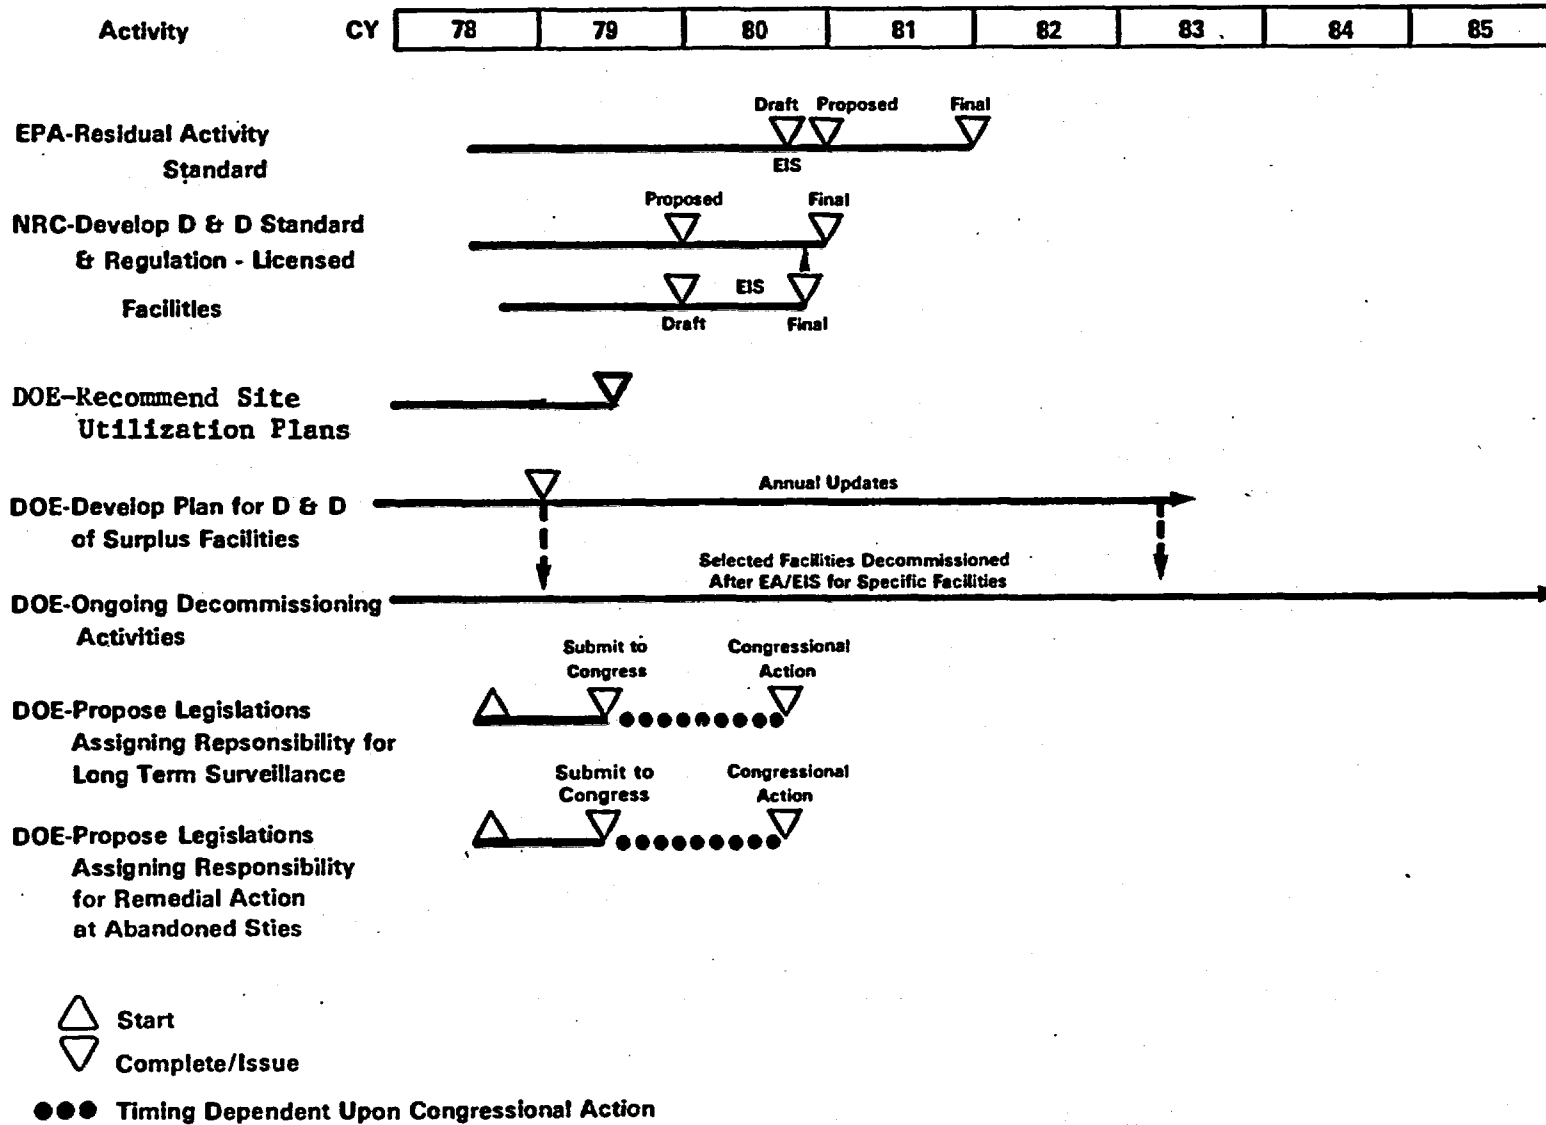 Activity CY 78 79 80 81 82 83 84 85
Draft Proposed Final
EPA-Residual Activity
Standard
EIS
Proposed Final
NRC-Develop D & D Standard
& Regulation - Licensed
Facilities
EIS
Draft Final
DOE-Recommend Site
Utilization Plans
Annual Updates
DOE-Develop Plan for D & D
of Surplus Facilities
Selected Facilities Decommissioned
After EA/EIS for Specific Facilities
DOE-Ongoing Decommissioning
Activities
Submit to Congressional
Congress Action
DOE-Propose Legislations
Assigning Repsonsibility for
Long Term Surveillance
Submit to Congressional
Congress Action
DOE-Propose Legislations
Assigning Responsibility
for Remedial Action
at Abandoned Sties
Start
Complete/Issue
Timing Dependent Upon Congressional Action